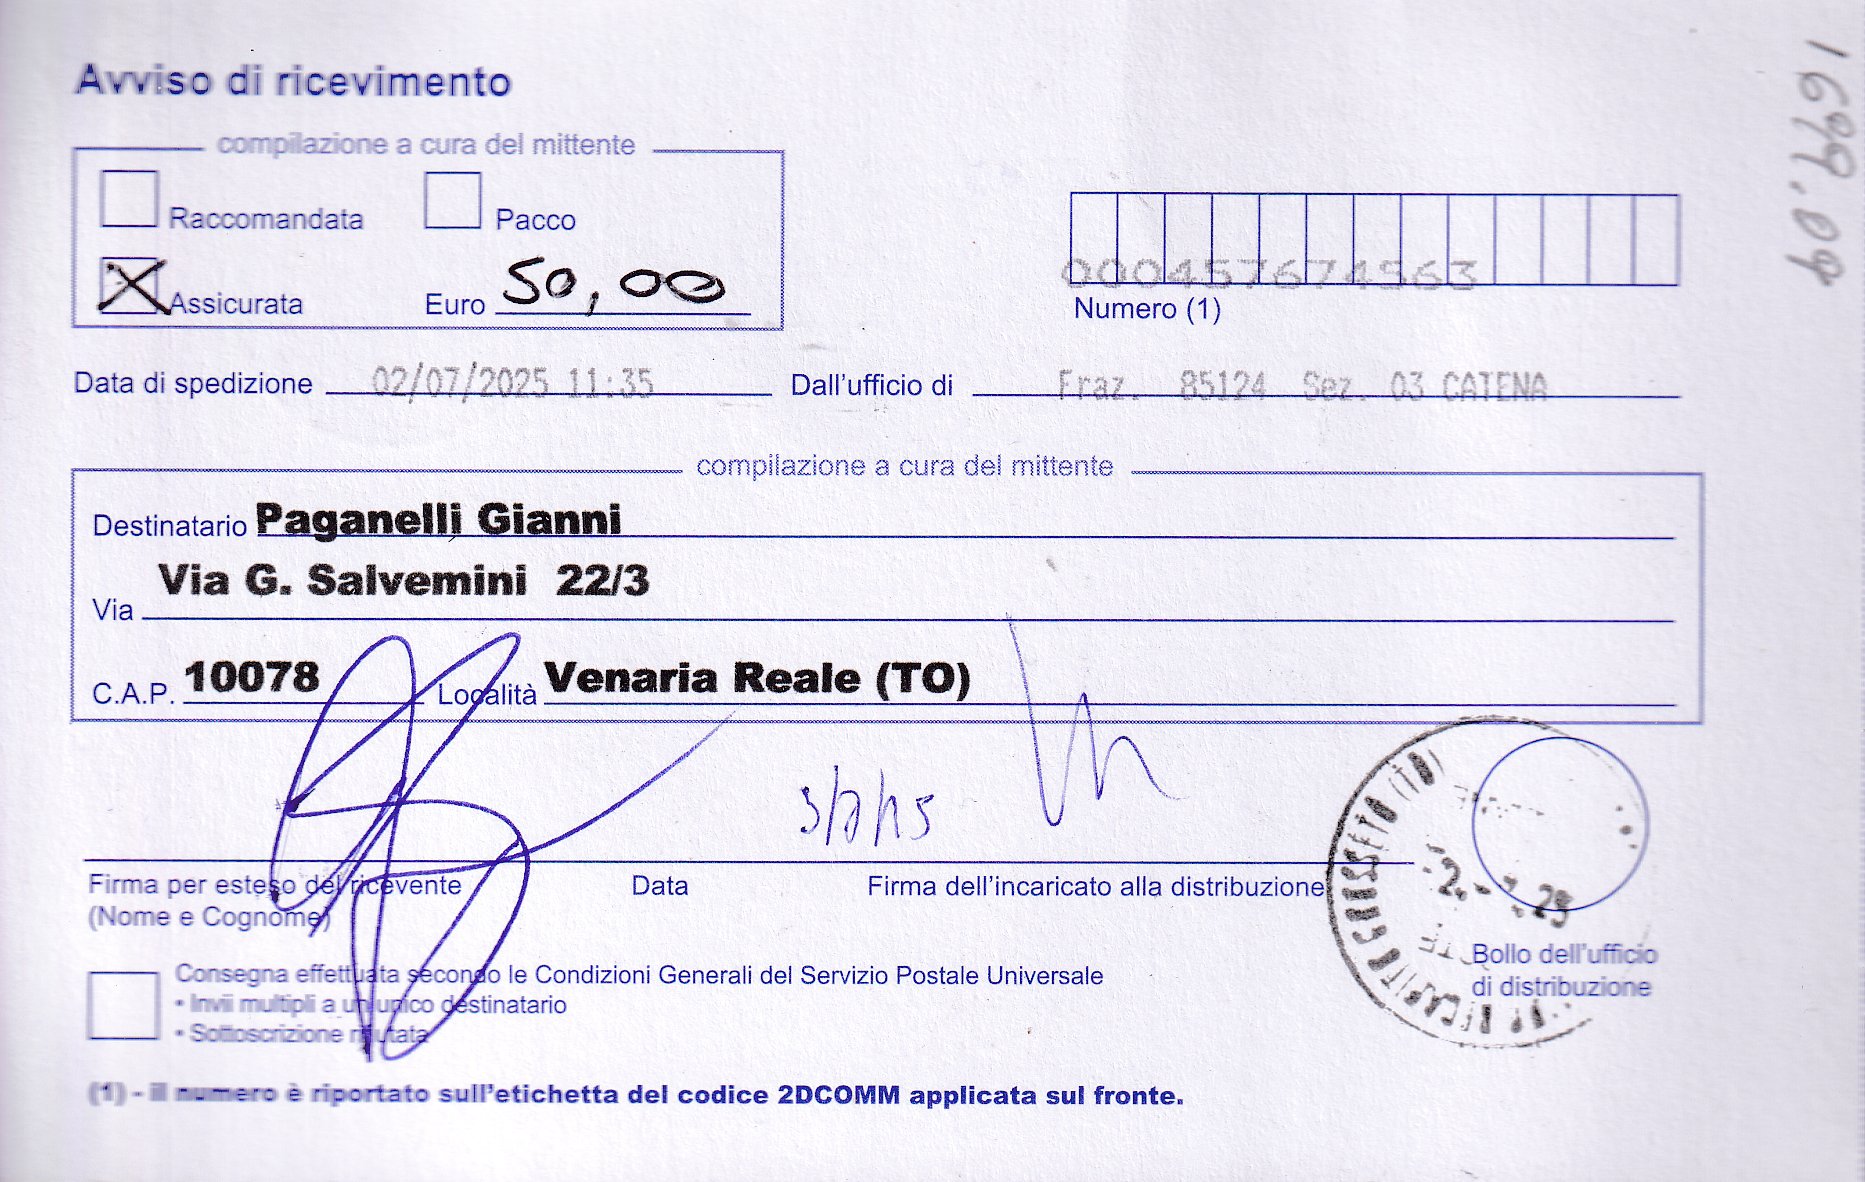 Avviso di ricevimento
compilazione a cura del mittente
Raccomandata Pacco
Assicurata Euro 50,00
000457674563
Numero (1)
Data di spedizione 02/07/2025 11:35 Dall'ufficio di Fraz. 85124 Sez. 03 CATENA
compilazione a cura del mittente
Destinatario Paganelli Gianni
Via Via G. Salvemini 22/3
C.A.P. 10078 Località Venaria Reale (TO)
Firma per esteso del ricevente Data Firma dell'incaricato alla distribuzione
(Nome e Cognome)
Bollo dell'ufficio
di distribuzione
Consegna effettuata secondo le Condizioni Generali del Servizio Postale Universale
• Invii multipli a un unico destinatario
• Sottoscrizione rifiutata
(1) - il numero è riportato sull'etichetta del codice 2DCOMM applicata sul fronte.